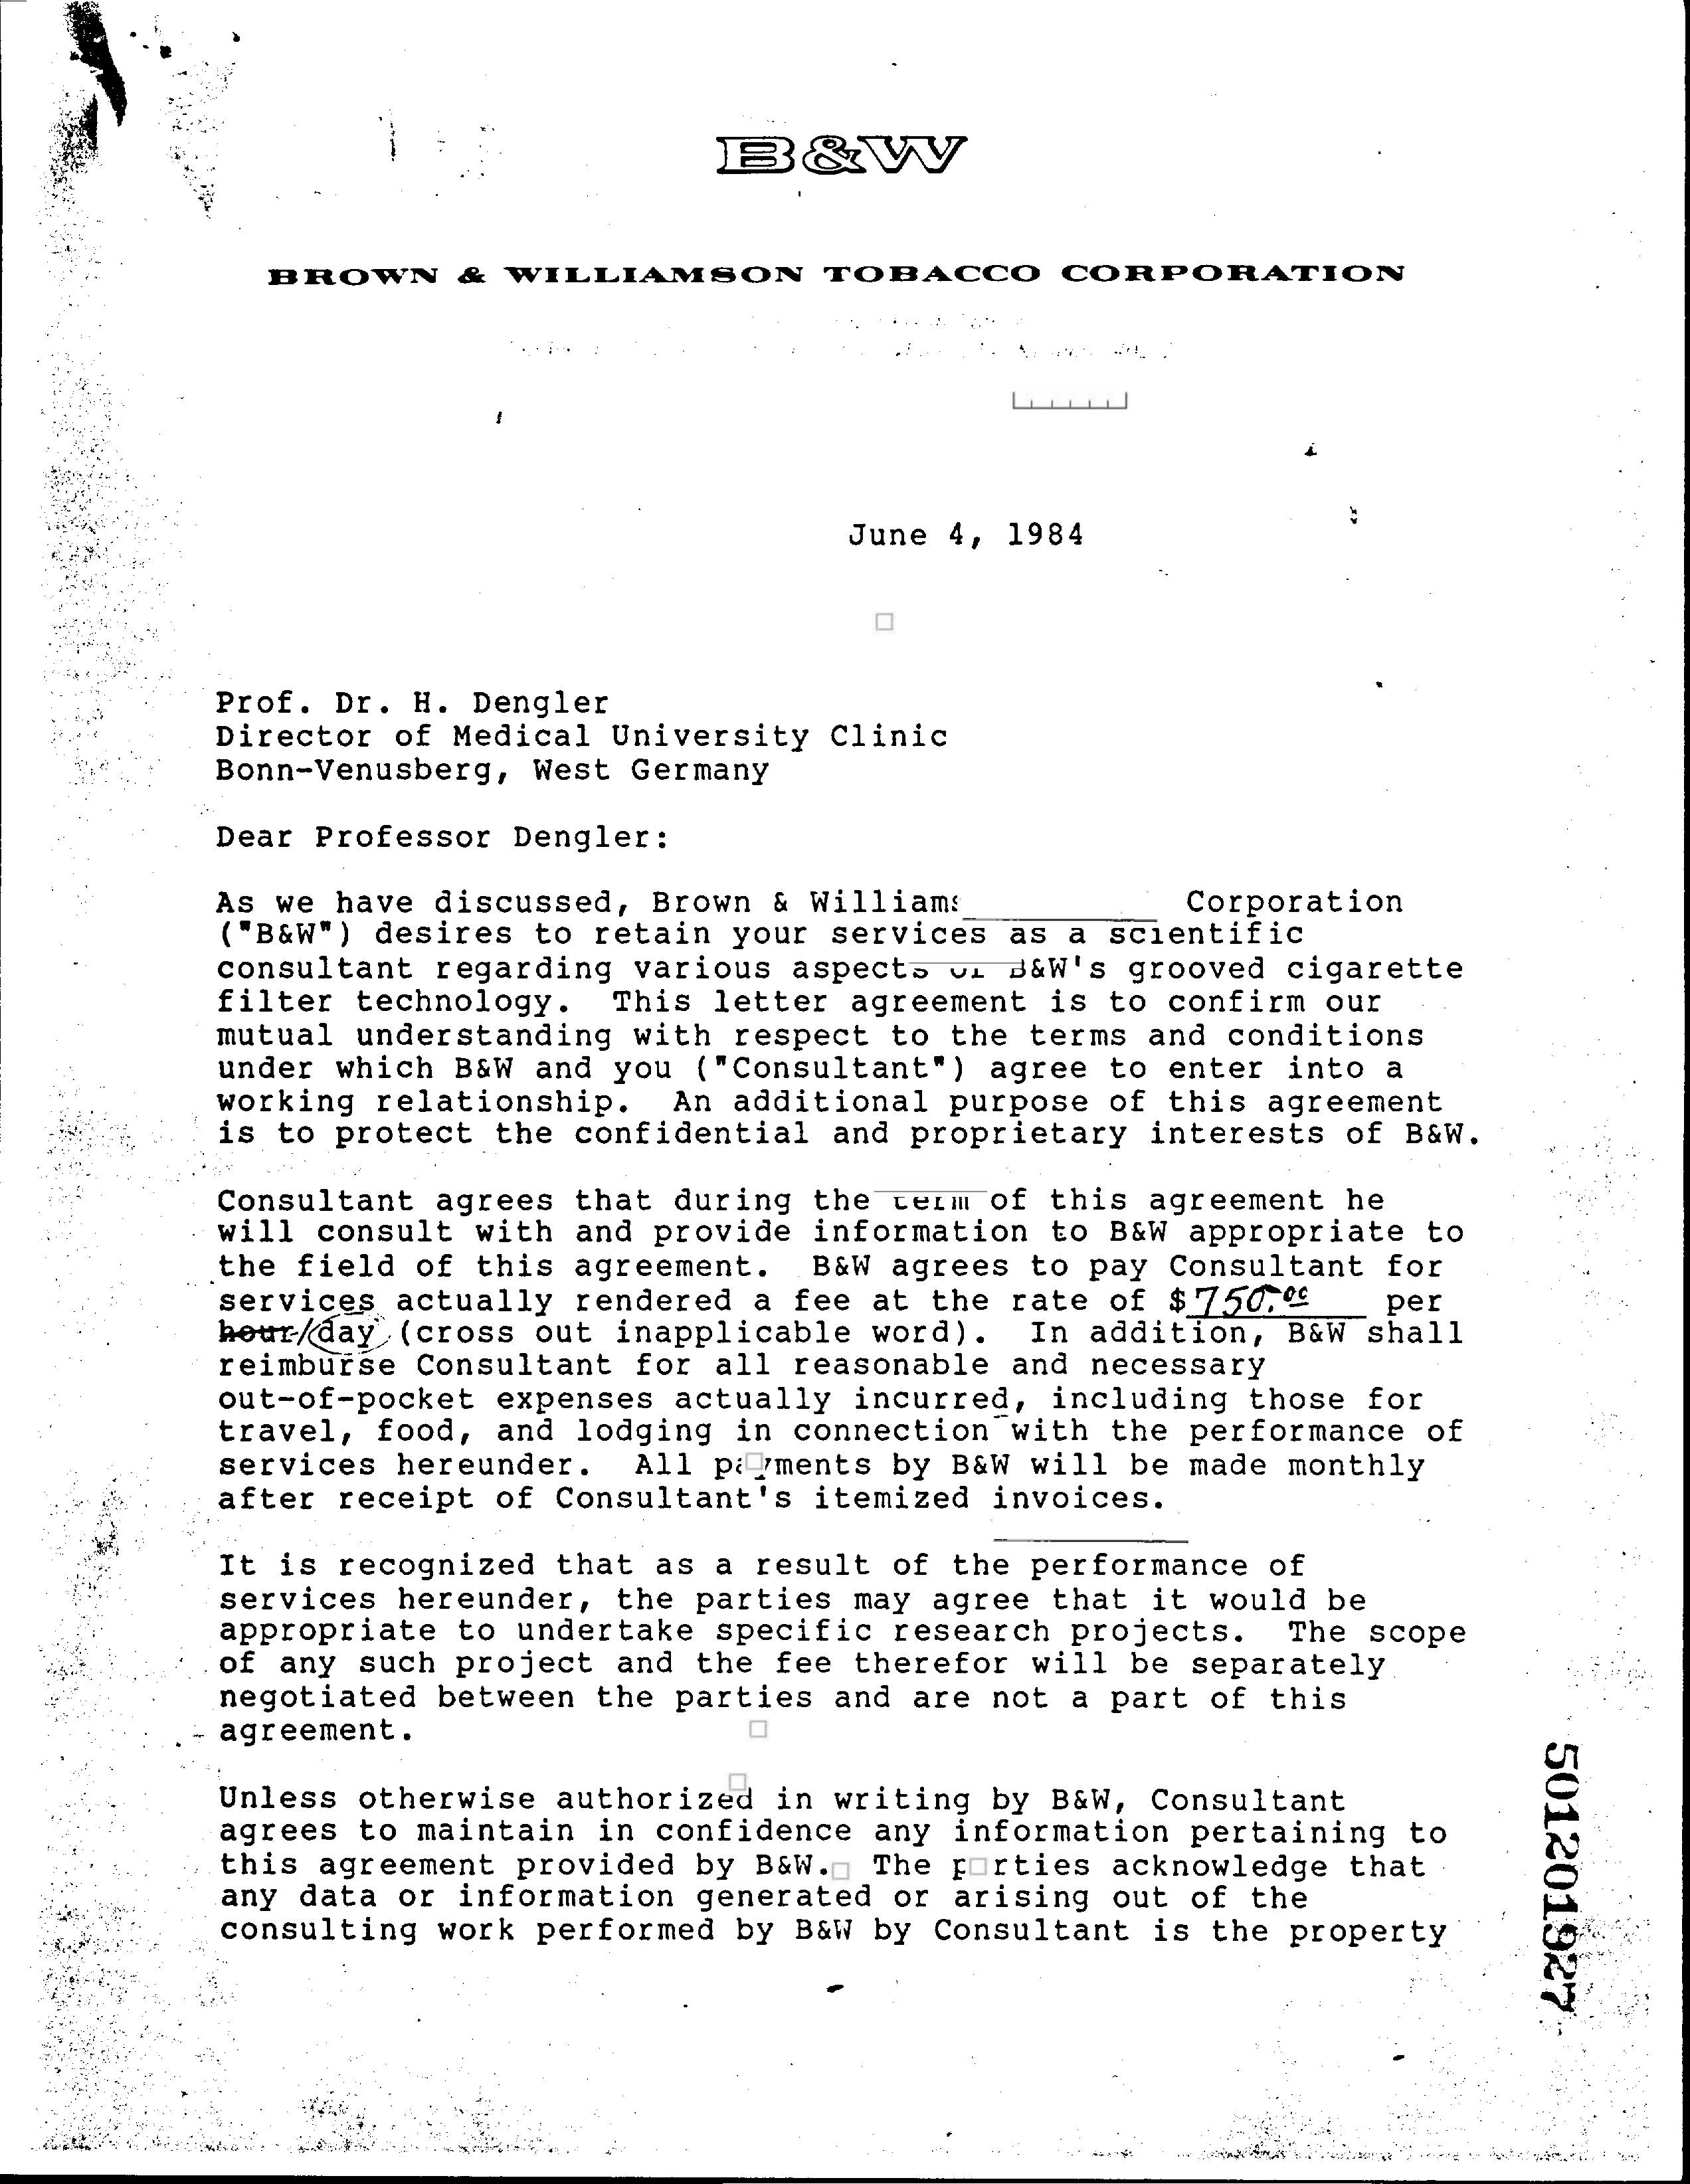 B&W
BROWN & WILLIAMSON TOBACCO CORPORATION
June 4, 1984
Prof. Dr. H. Dengler
Director of Medical University Clinic
Bonn-Venusberg, West Germany
Dear Professor Dengler:
As we have discussed, Brown & Williams Corporation
("B&W") desires to retain your services as a scientific
consultant regarding various aspects of B&W's grooved cigarette
filter technology. This letter agreement is to confirm our
mutual understanding with respect to the terms and conditions
under which B&W and you ("Consultant") agree to enter into a
working relationship. An additional purpose of this agreement
is to protect the confidential and proprietary interests of B&W.
Consultant agrees that during the term of this agreement he
will consult with and provide information to B&W appropriate to
the field of this agreement. B&W agrees to pay Consultant for
services actually rendered a fee at the rate of $750.00 per
hour/day (cross out inapplicable word). In addition, B&W shall
reimburse Consultant for all reasonable and necessary
out-of-pocket expenses actually incurred, including those for
travel, food, and lodging in connection with the performance of
services hereunder. All payments by B&W will be made monthly
after receipt of Consultant's itemized invoices.
It is recognized that as a result of the performance of
services hereunder, the parties may agree that it would be
appropriate to undertake specific research projects. The scope
of any such project and the fee therefor will be separately
negotiated between the parties and are not a part of this
agreement.
Unless otherwise authorized in writing by B&W, Consultant
agrees to maintain in confidence any information pertaining to
this agreement provided by B&W. The parties acknowledge that
any data or information generated or arising out of the
consulting work performed by B&W by Consultant is the property
501201927